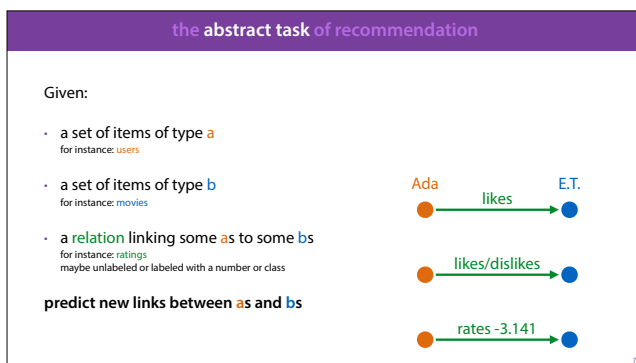 the abstract task of recommendation
Given:
• a set of items of type a
for instance: users
• a set of items of type b
for instance: movies
• a relation linking some as to some bs
for instance: ratings
maybe unlabeled or labeled with a number or class
predict new links between as and bs
Ada E.T.
likes
likes/dislikes
rates -3.141
7